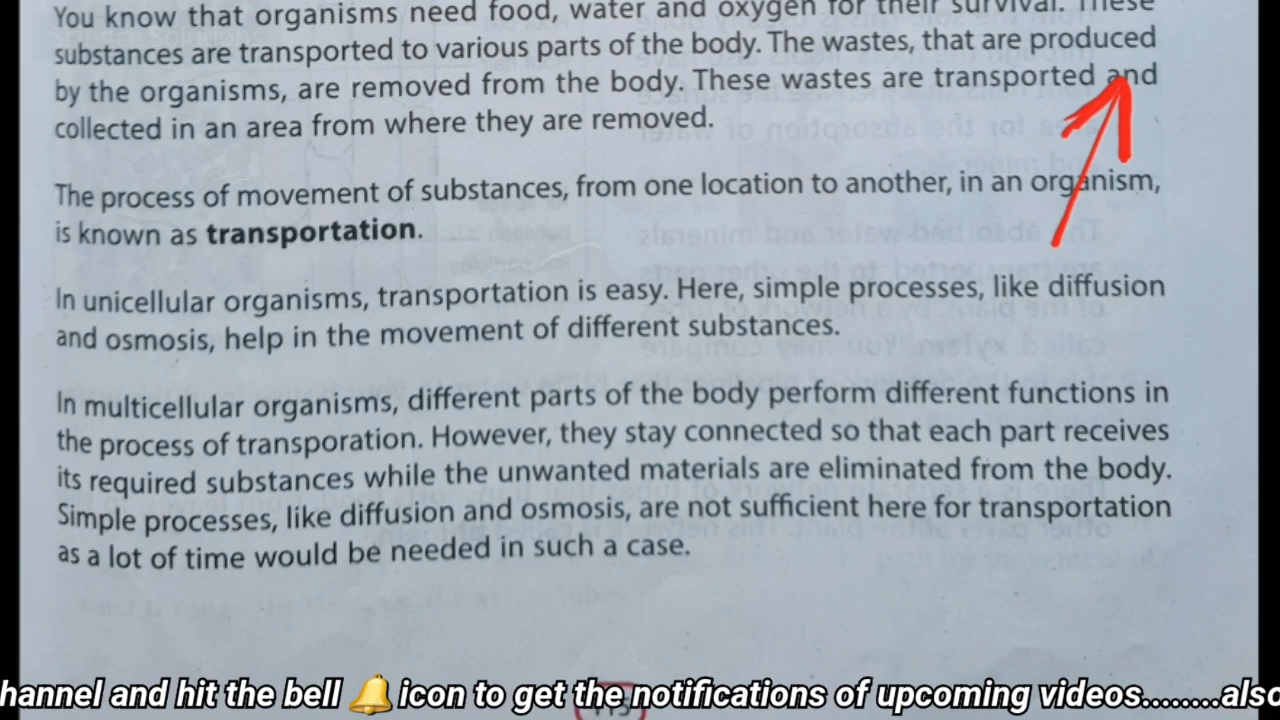 You know that organisms need food, water and oxygen for their survival. These
substances are transported to various parts of the body. The wastes, that are produced
by the organisms, are removed from the body. These wastes are transported and
collected in an area from where they are removed.
The process of movement of substances, from one location to another, in an organism,
is known as transportation.
In unicellular organisms, transportation is easy. Here, simple processes, like diffusion
and osmosis, help in the movement of different substances.
In multicellular organisms, different parts of the body perform different functions in
the process of transporation. However, they stay connected so that each part receives
its required substances while the unwanted materials are eliminated from the body.
Simple processes, like diffusion and osmosis, are not sufficient here for transportation
as a lot of time would be needed in such a case.
hannel and hit the bell 🔔 icon to get the notifications of upcoming videos........also